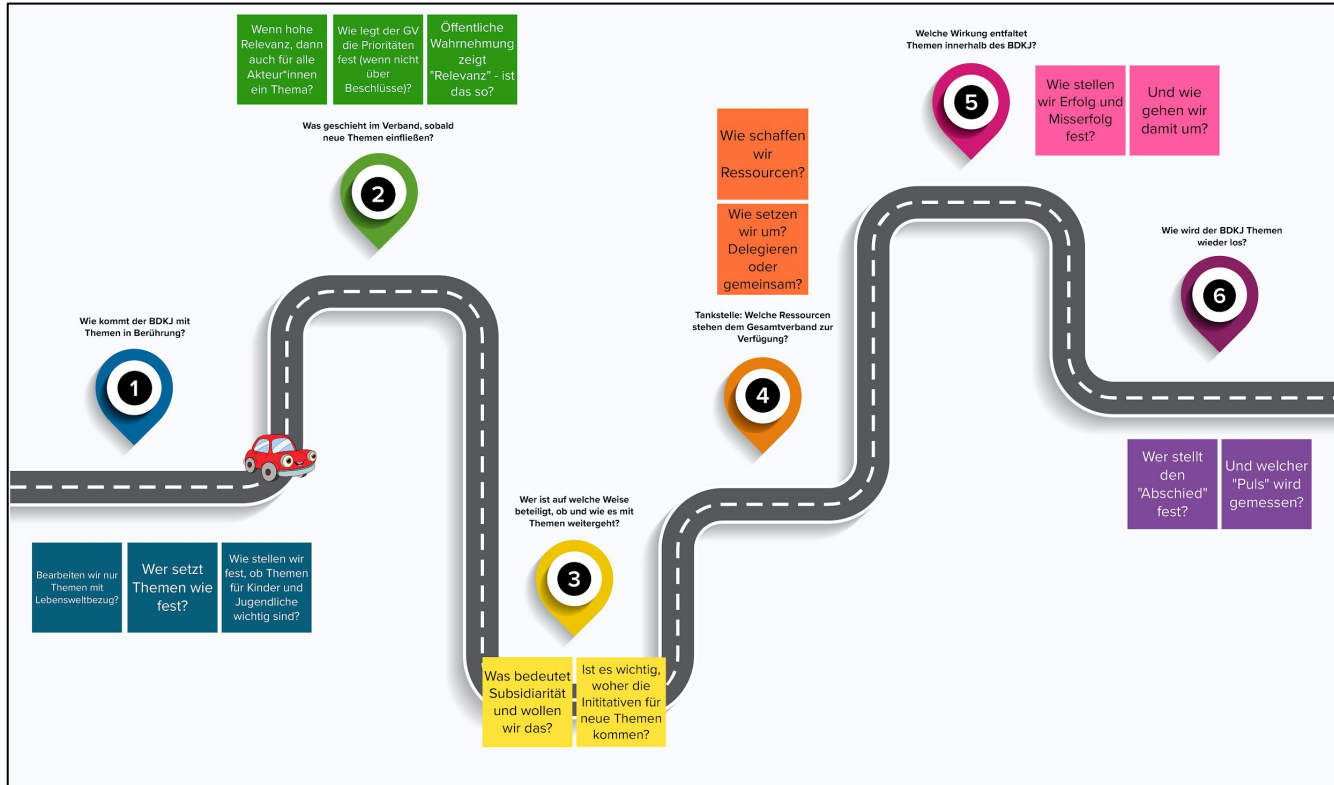 Wie kommt der BDKJ mit
Themen in Berührung?
1
Bearbeiten wir nur
Themen mit
Lebensweltbezug?
Wer setzt
Themen wie
fest?
Wie stellen wir
fest, ob Themen
für Kinder und
Jugendliche
wichtig sind?
Wenn hohe
Relevanz, dann
auch für alle
Akteur*innen
ein Thema?
Wie legt der GV
die Prioritäten
fest (wenn nicht
über
Beschlüsse)?
Öffentliche
Wahrnehmung
zeigt
"Relevanz" - ist
das so?
Was geschieht im Verband, sobald
neue Themen einfließen?
2
Wer ist auf welche Weise
beteiligt, ob und wie es mit
Themen weitergeht?
3
Was bedeutet
Subsidiarität
und wollen
wir das?
Ist es wichtig,
woher die
Inititativen für
neue Themen
kommen?
Wie schaffen
wir
Ressourcen?
Wie setzen
wir um?
Delegieren
oder
gemeinsam?
Tankstelle: Welche Ressourcen
stehen dem Gesamtverband zur
Verfügung?
4
Welche Wirkung entfaltet
Themen innerhalb des BDKJ?
5
Wie stellen
wir Erfolg und
Misserfolg
fest?
Und wie
gehen wir
damit um?
Wie wird der BDKJ Themen
wieder los?
6
Wer stellt
den
"Abschied"
fest?
Und welcher
"Puls" wird
gemessen?